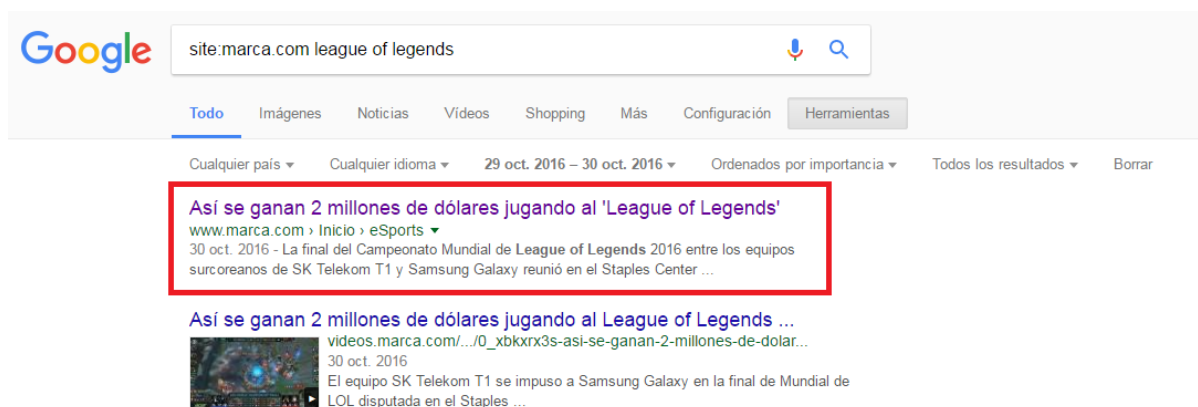 Google
site:marca.com league of legends
Todo Imágenes Noticias Vídeos Shopping Más Configuración Herramientas
Cualquier país Cualquier idioma 29 oct. 2016 – 30 oct. 2016 Ordenados por importancia Todos los resultados Borrar
Así se ganan 2 millones de dólares jugando al 'League of Legends'
www.marca.com › Inicio › eSports
30 oct. 2016 - La final del Campeonato Mundial de League of Legends 2016 entre los equipos
surcoreanos de SK Telekom T1 y Samsung Galaxy reunió en el Staples Center ...
Así se ganan 2 millones de dólares jugando al League of Legends ...
videos.marca.com/.../0_xbkxrx3s-asi-se-ganan-2-millones-de-dolar...
30 oct. 2016
El equipo SK Telekom T1 se impuso a Samsung Galaxy en la final de Mundial de
LOL disputada en el Staples ...